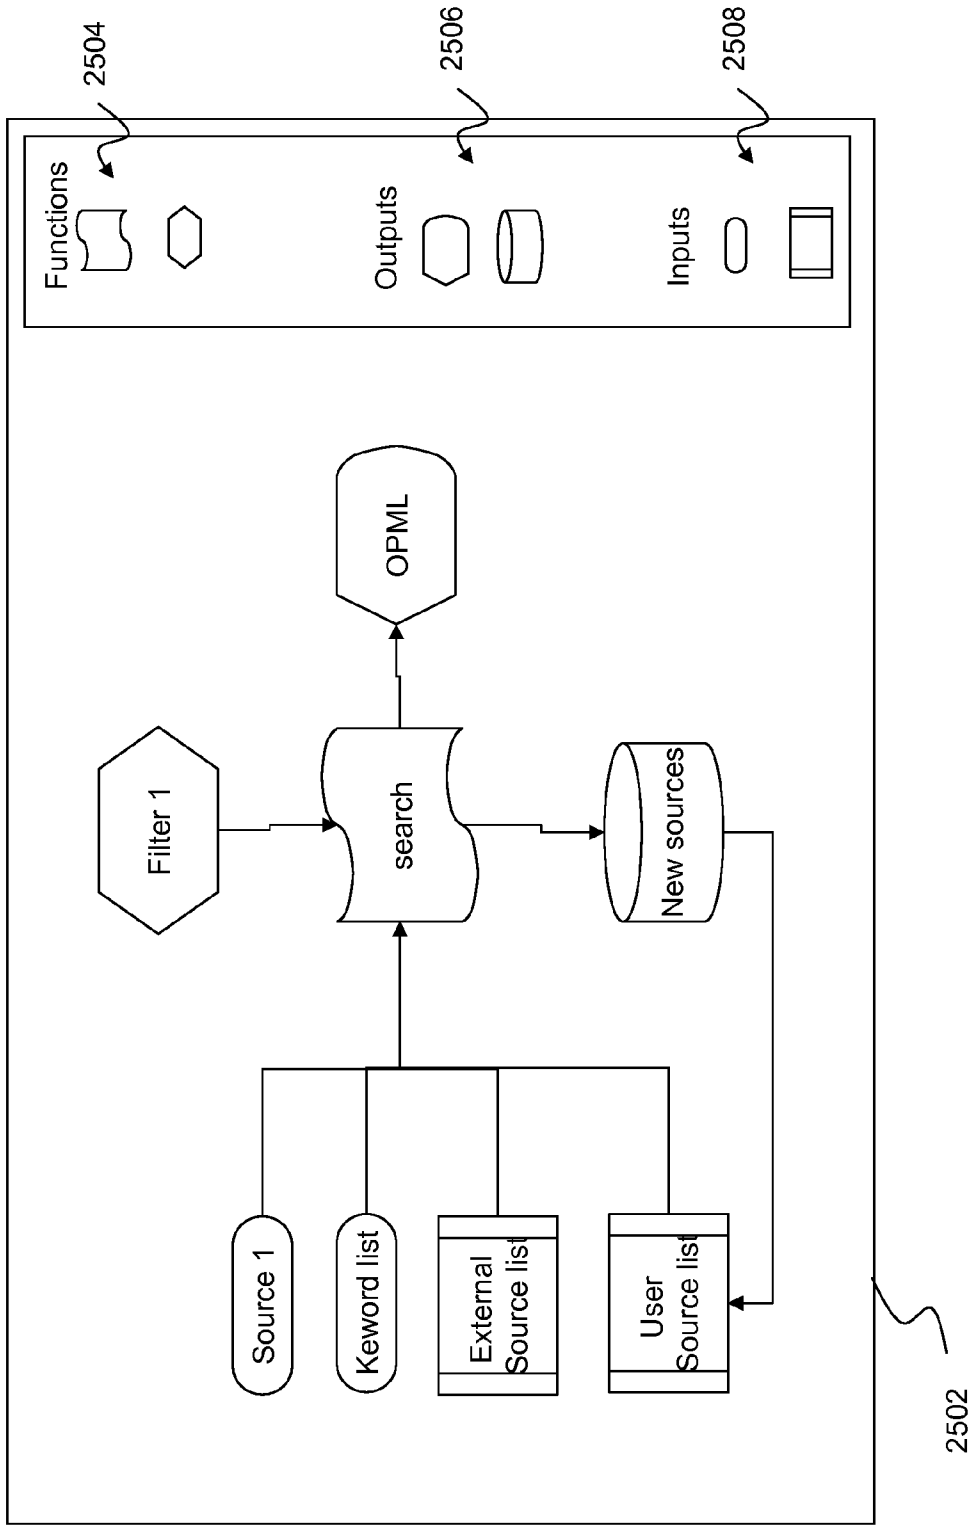 Filter 1
Source 1
Keword list
External
Source list
User
Source list
search
OPML
New sources
Functions
Outputs
Inputs
2504
2506
2508
2502